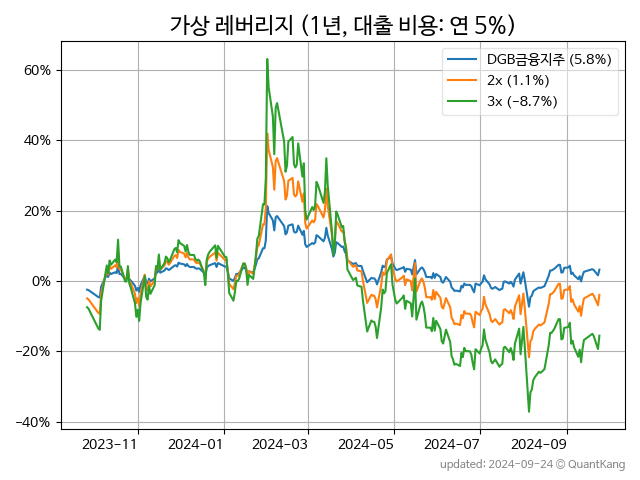 가상 레버리지 (1년, 대출 비용: 연 5%)
DGB금융지주 (5.8%)
2x (1.1%)
3x (−8.7%)
60%
40%
20%
0%
−20%
−40%
2023-11 2024-01 2024-03 2024-05 2024-07 2024-09
updated: 2024-09-24 © QuantKang